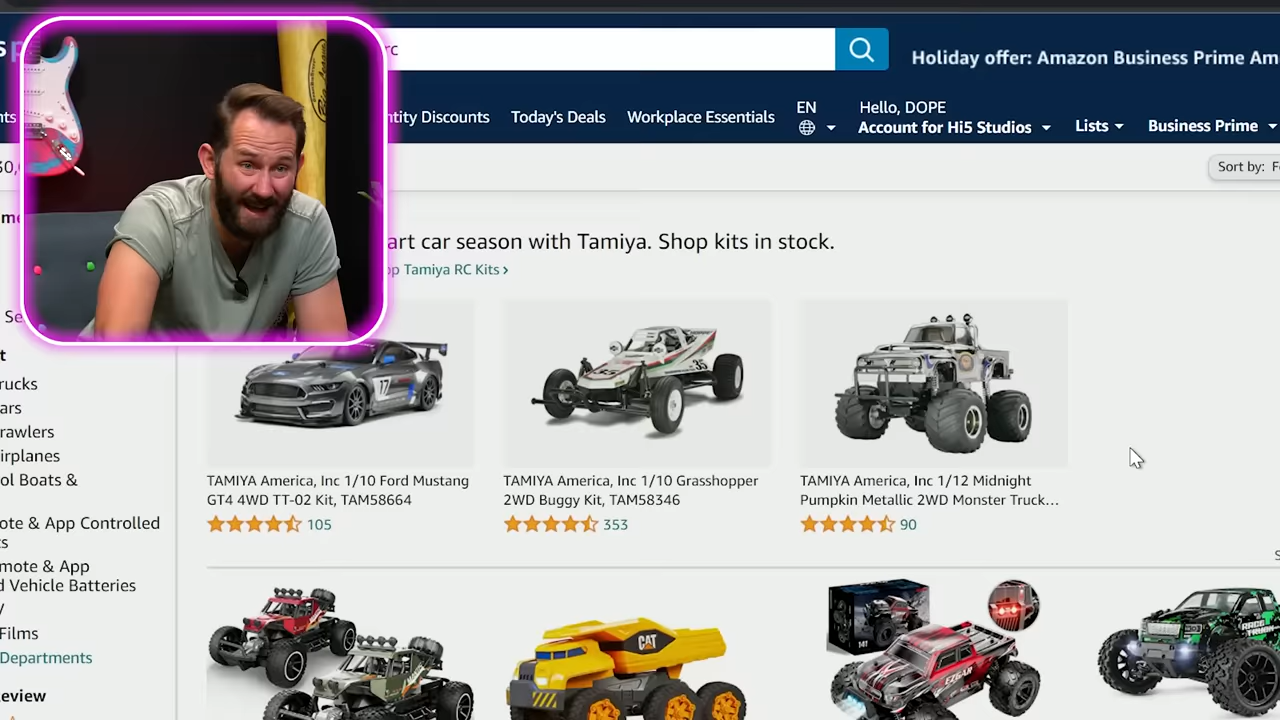 rc
Holiday offer: Amazon Business Prime Am
Today's Deals
Workplace Essentials
EN
Hello, DOPE
Account for Hi5 Studios
Lists
Business Prime
Discounts
Sort by:
car season with Tamiya. Shop kits in stock.
Tamiya RC Kits ›
17
35
TAMIYA America, Inc 1/10 Ford Mustang
GT4 4WD TT-02 Kit, TAM58664
105
TAMIYA America, Inc 1/10 Grasshopper
2WD Buggy Kit, TAM58346
353
TAMIYA America, Inc 1/12 Midnight
Pumpkin Metallic 2WD Monster Truck…
90
rucks
ars
rawlers
irplanes
ol Boats &
ote & App Controlled
mote & App
d Vehicle Batteries
Films
Departments
eview
CAT